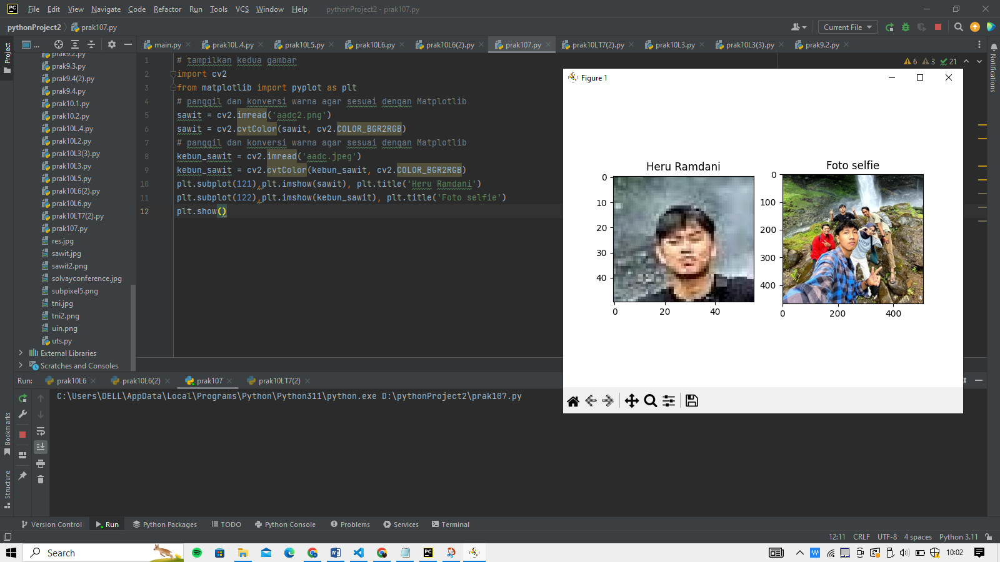 File Edit View Navigate Code Refactor Run Tools VCS Window Help pythonProject2 - prak107.py
pythonProject2 prak107.py Current File
Project ...
main.py prak10L.4.py prak10L5.py prak10L6.py prak10L6(2).py prak107.py prak10LT7(2).py prak10L3.py prak10L3(3).py prak9.2.py
Notifications
prak9.2.py
prak9.3.py
prak9.4(2).py
prak9.4.py
prak10.1.py
prak10.2.py
prak10L.4.py
prak10L2.py
prak10L3(3).py
prak10L3.py
prak10L5.py
prak10L6(2).py
prak10L6.py
prak10LT7(2).py
prak107.py
res.jpg
sawit.jpg
sawit2.png
solvayconference.jpg
subpixel5.png
tni.jpg
tni2.png
uin.png
uts.py
External Libraries
Scratches and Consoles
6 3 21
1 # tampilkan kedua gambar
2 import cv2
3 from matplotlib import pyplot as plt
4 # panggil dan konversi warna agar sesuai dengan Matplotlib
5 sawit = cv2.imread('aadc2.png')
6 sawit = cv2.cvtColor(sawit, cv2.COLOR_BGR2RGB)
7 # panggil dan konversi warna agar sesuai dengan Matplotlib
8 kebun_sawit = cv2.imread('aadc.jpeg')
9 kebun_sawit = cv2.cvtColor(kebun_sawit, cv2.COLOR_BGR2RGB)
10 plt.subplot(121),plt.imshow(sawit), plt.title('Heru Ramdani')
11 plt.subplot(122),plt.imshow(kebun_sawit), plt.title('Foto selfie')
12 plt.show()
Figure 1
Heru Ramdani
0
10
20
30
40
0 20 40
Foto selfie
0
100
200
300
400
0 200 400
Run: prak10L6 prak10L6(2) prak107 prak10LT7(2)
C:\Users\DELL\AppData\Local\Programs\Python\Python311\python.exe D:\pythonProject2\prak107.py
Bookmarks
Structure
Version Control Run Python Packages TODO Python Console Problems Services Terminal
12:11 CRLF UTF-8 4 spaces Python 3.11
Search
10:02